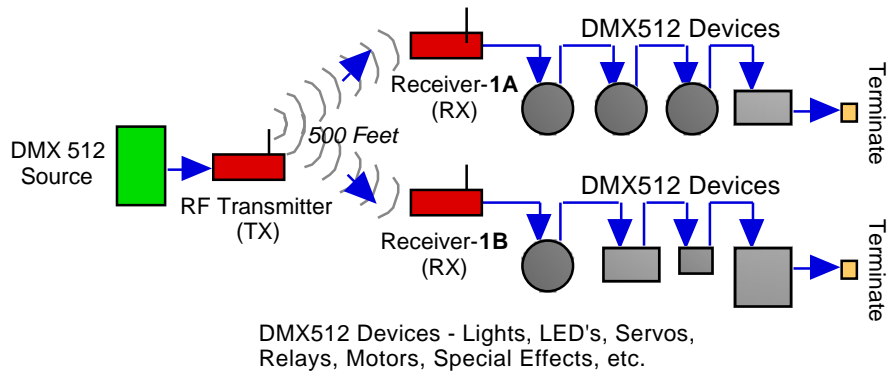 DMX 512
Source
RF Transmitter
(TX)
500 Feet
Receiver-1A
(RX)
DMX512 Devices
Terminate
Receiver-1B
(RX)
DMX512 Devices
Terminate
DMX512 Devices - Lights, LED's, Servos,
Relays, Motors, Special Effects, etc.